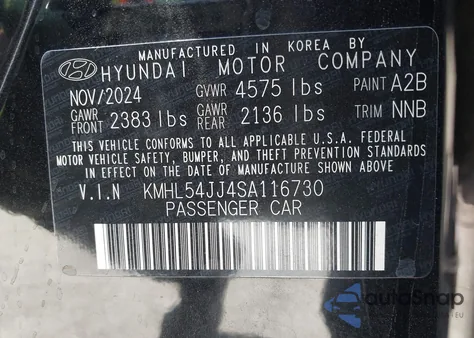 MANUFACTURED IN KOREA BY
HYUNDAI MOTOR COMPANY
NOV/2024 GVWR 4575 lbs PAINT A2B
GAWR FRONT 2383 lbs GAWR REAR 2136 lbs TRIM NNB
THIS VEHICLE CONFORMS TO ALL APPLICABLE U.S.A. FEDERAL
MOTOR VEHICLE SAFETY, BUMPER, AND THEFT PREVENTION STANDARDS
IN EFFECT ON THE DATE OF MANUFACTURE SHOWN ABOVE.
V.I.N KMHL54JJ4SA116730
PASSENGER CAR
autoSnap